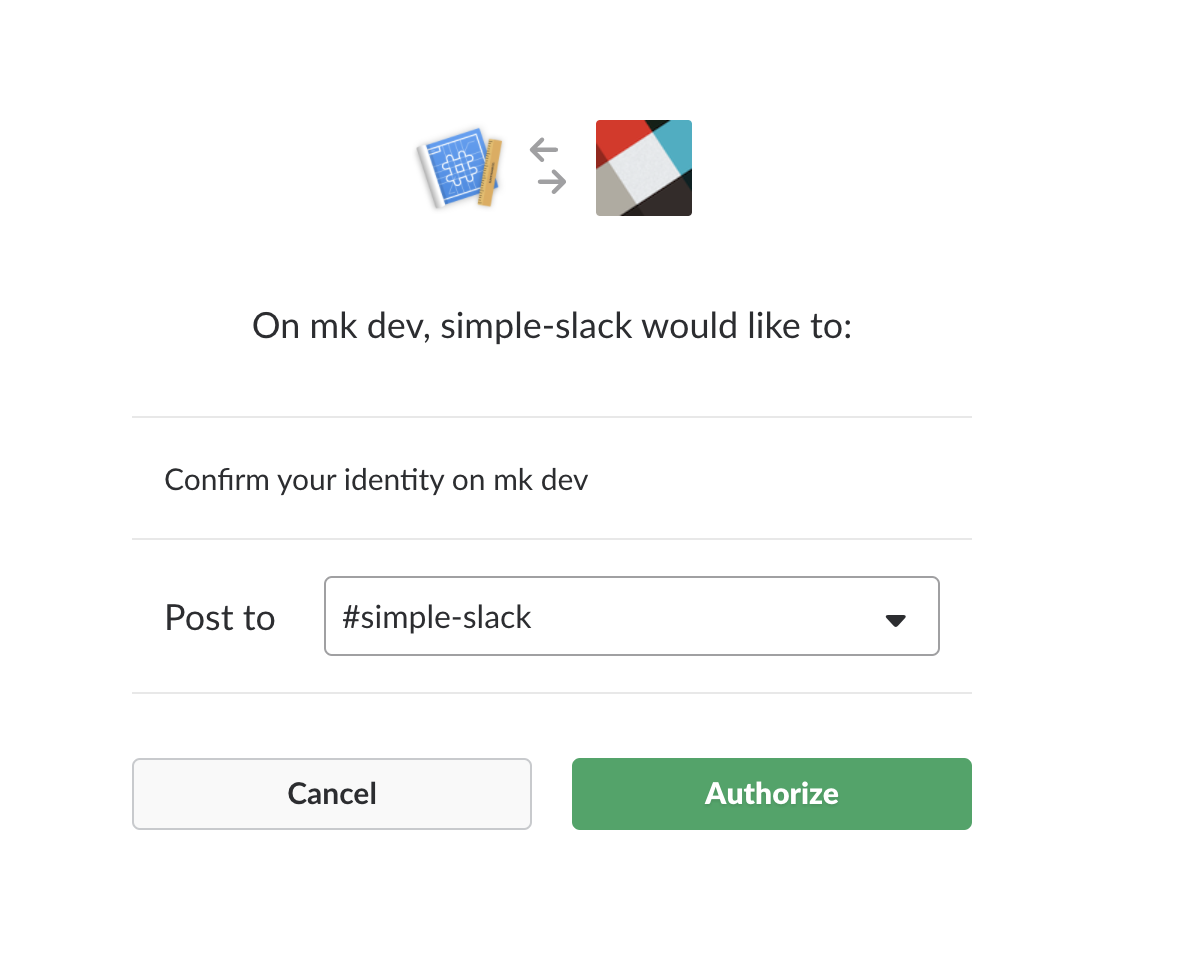 On mk dev, simple-slack would like to:
Confirm your identity on mk dev
Post to #simple-slack
Cancel Authorize